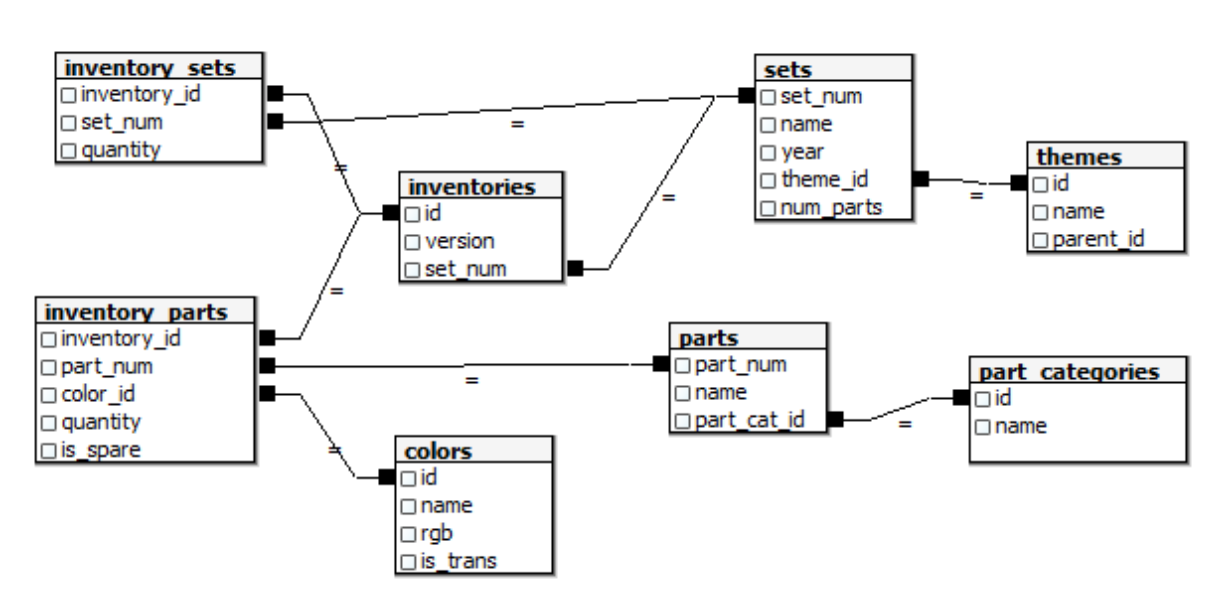 inventory_sets
inventory_id
set_num
quantity
sets
set_num
name
year
theme_id
num_parts
themes
id
name
parent_id
inventories
id
version
set_num
inventory_parts
inventory_id
part_num
color_id
quantity
is_spare
parts
part_num
name
part_cat_id
part_categories
id
name
colors
id
name
rgb
is_trans
=
=
=
=
=
=
=
=